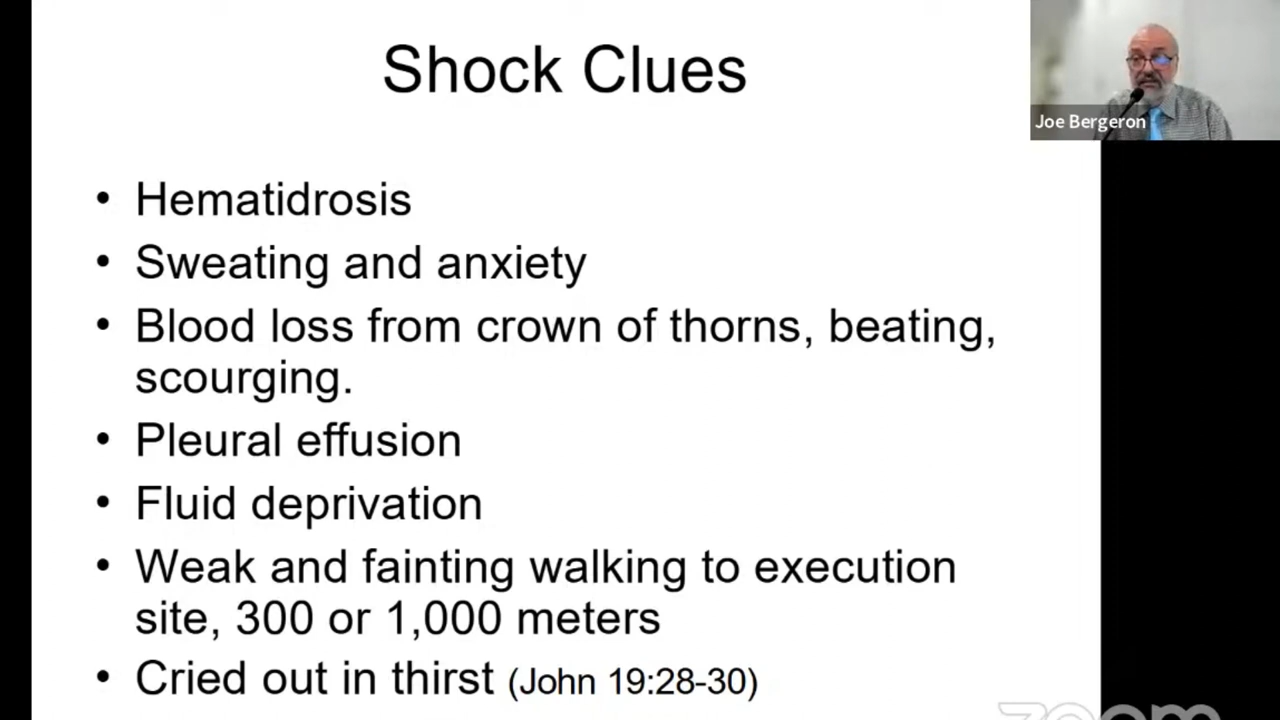 Shock Clues
Joe Bergeron
• Hematidrosis
• Sweating and anxiety
• Blood loss from crown of thorns, beating,
scourging.
• Pleural effusion
• Fluid deprivation
• Weak and fainting walking to execution
site, 300 or 1,000 meters
• Cried out in thirst (John 19:28-30)
zoom